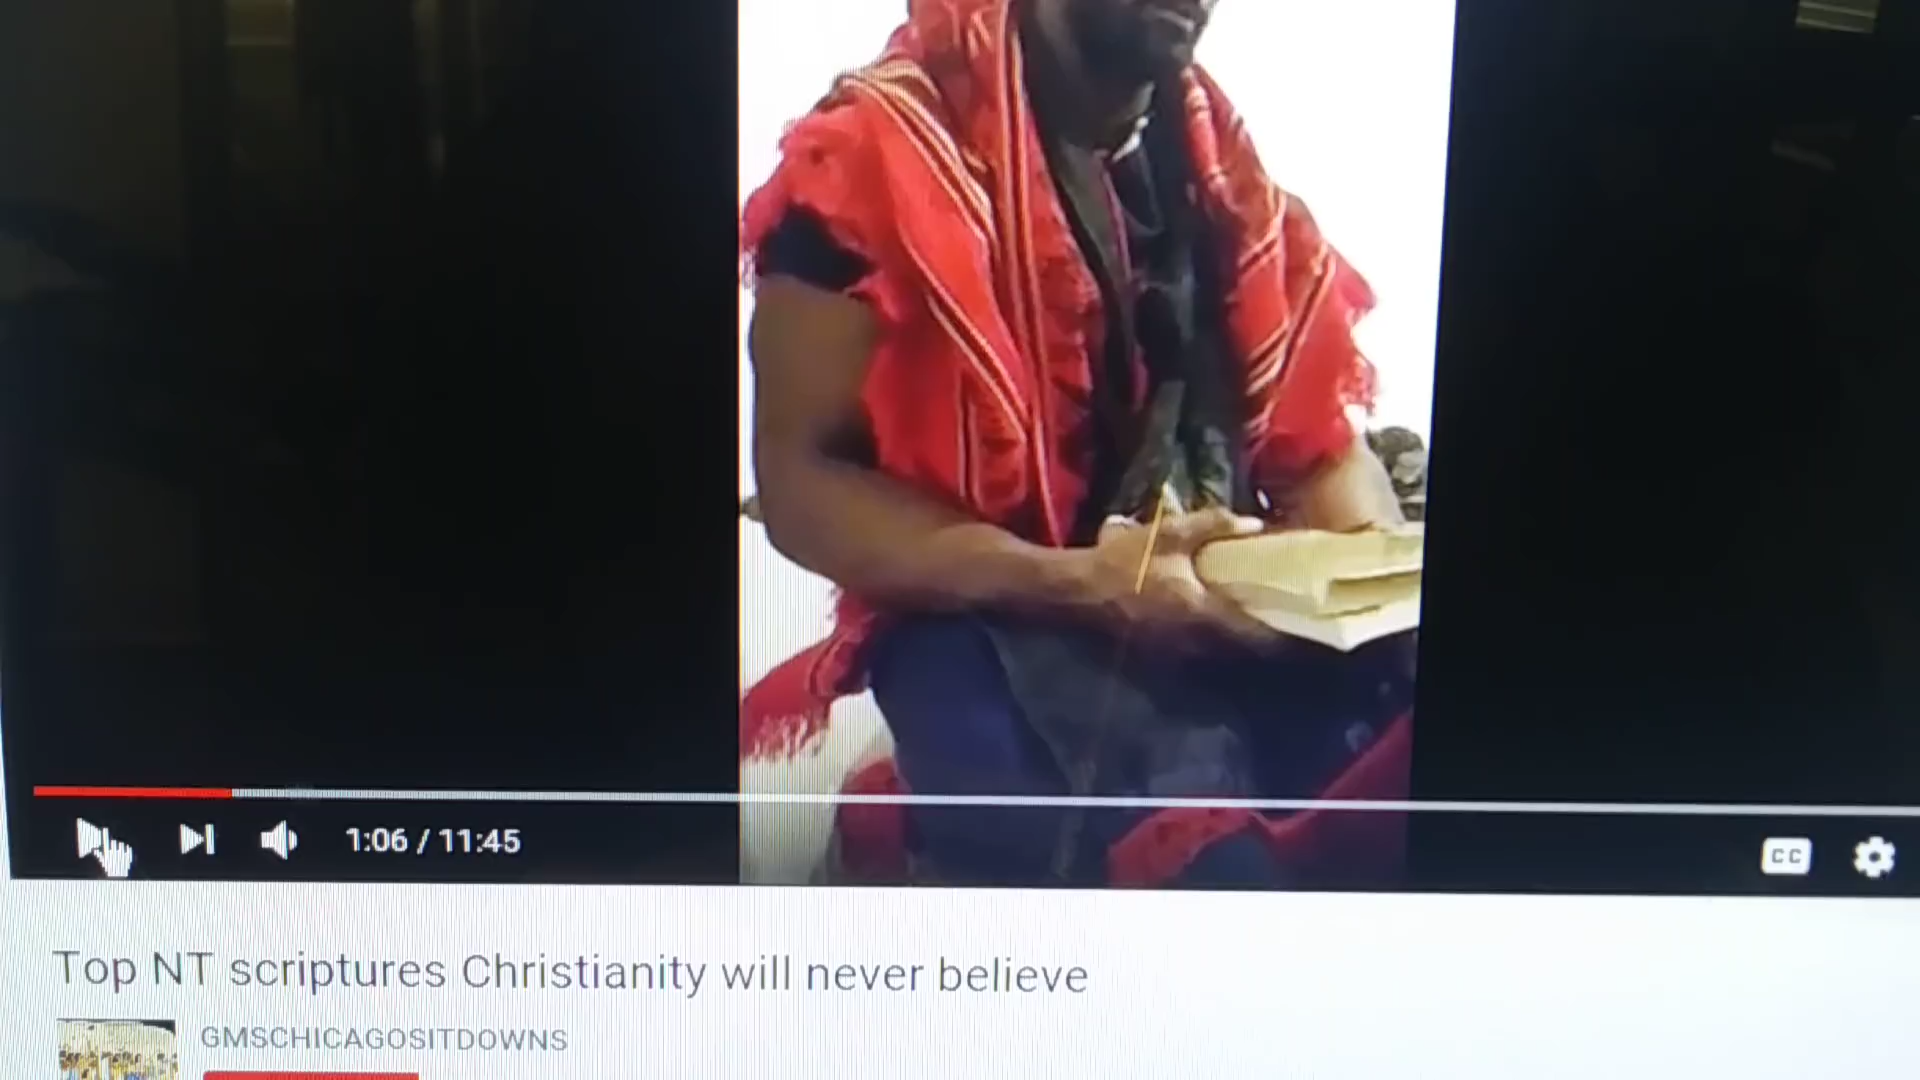 1:06 / 11:45
CC
Top NT scriptures Christianity will never believe
GMSCHICAGOSITDOWNS